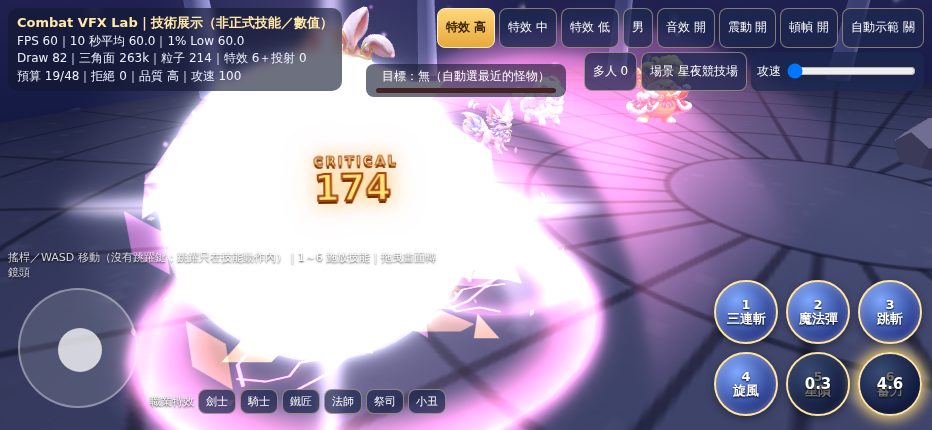 Combat VFX Lab｜技術展示（非正式技能／數值）
FPS 60｜10 秒平均 60.0｜1% Low 60.0
Draw 82｜三角面 263k｜粒子 214｜特效 6＋投射 0
預算 19/48｜拒絕 0｜品質 高｜攻速 100
特效 高
特效 中
特效 低
男
音效 開
震動 開
頓幀 開
自動示範 關
目標：無（自動選最近的怪物）
多人 0
場景 星夜競技場
攻速
CRITICAL
174
搖桿／WASD 移動（沒有跳躍鍵，跳躍只在技能動作內）｜1～6 施放技能｜拖曳畫面轉
鏡頭
1
三連斬
2
魔法彈
3
跳斬
4
旋風
5
0.3
星隕
6
4.6
蓄力
職業特效
劍士
騎士
鐵匠
法師
祭司
小丑